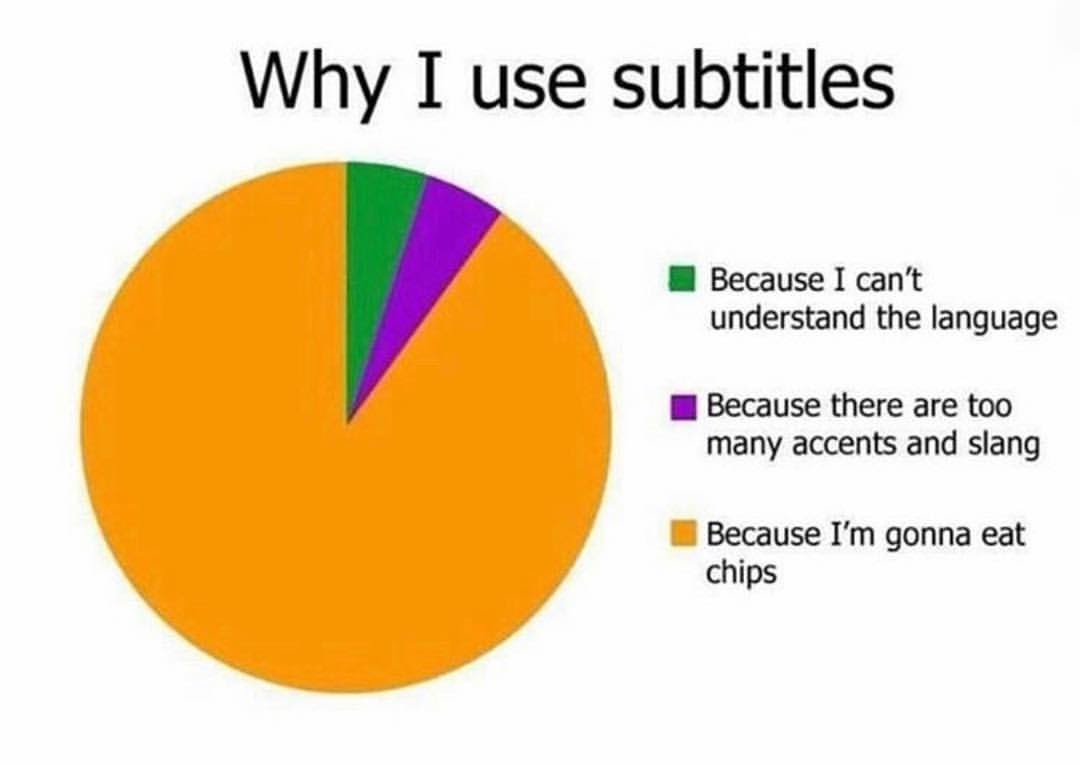 Why I use subtitles
Because I can't
understand the language
Because there are too
many accents and slang
Because I'm gonna eat
chips